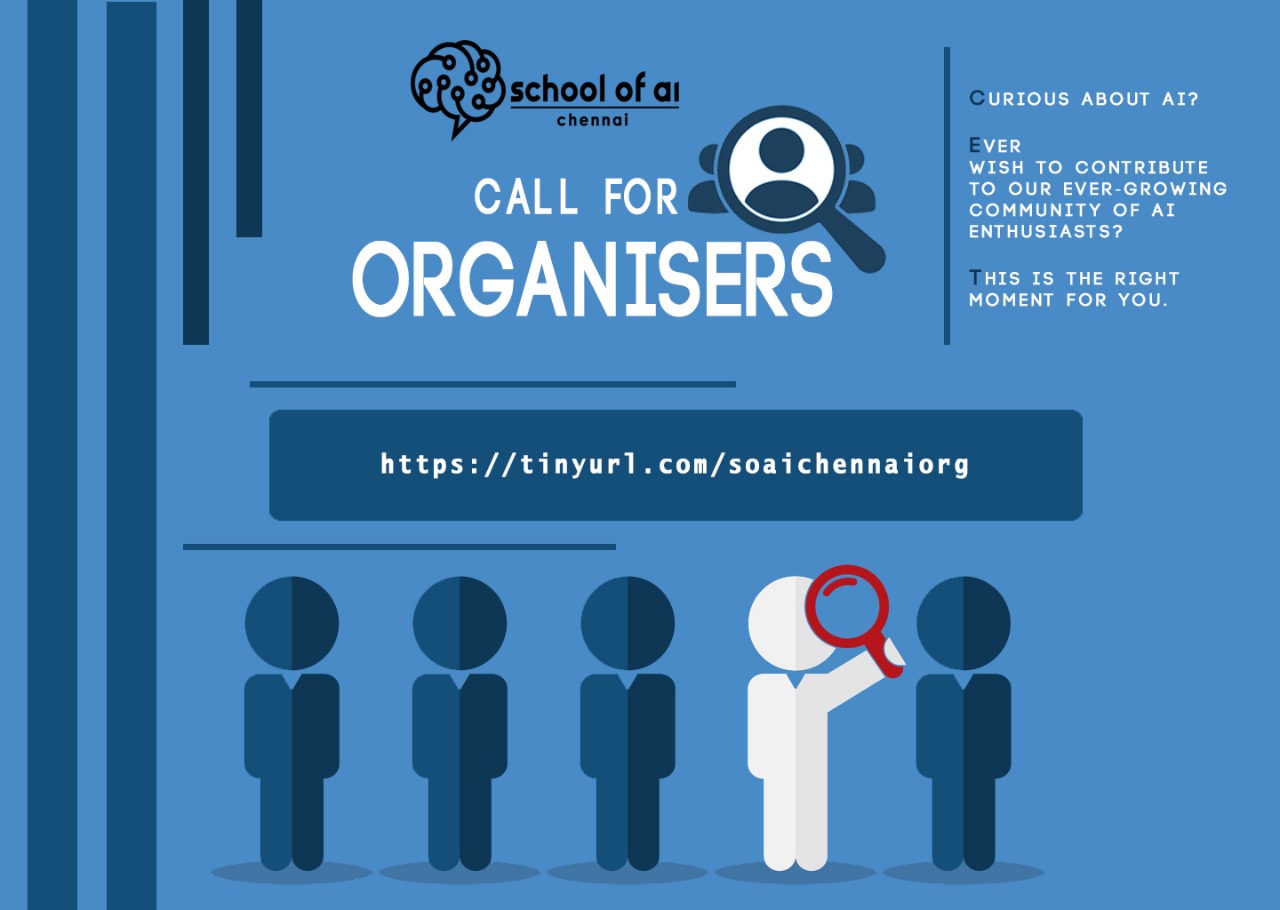 school of ai
chennai
CALL FOR
ORGANISERS
CURIOUS ABOUT AI?
EVER
WISH TO CONTRIBUTE
TO OUR EVER-GROWING
COMMUNITY OF AI
ENTHUSIASTS?
THIS IS THE RIGHT
MOMENT FOR YOU.
https://tinyurl.com/soaichennaiorg